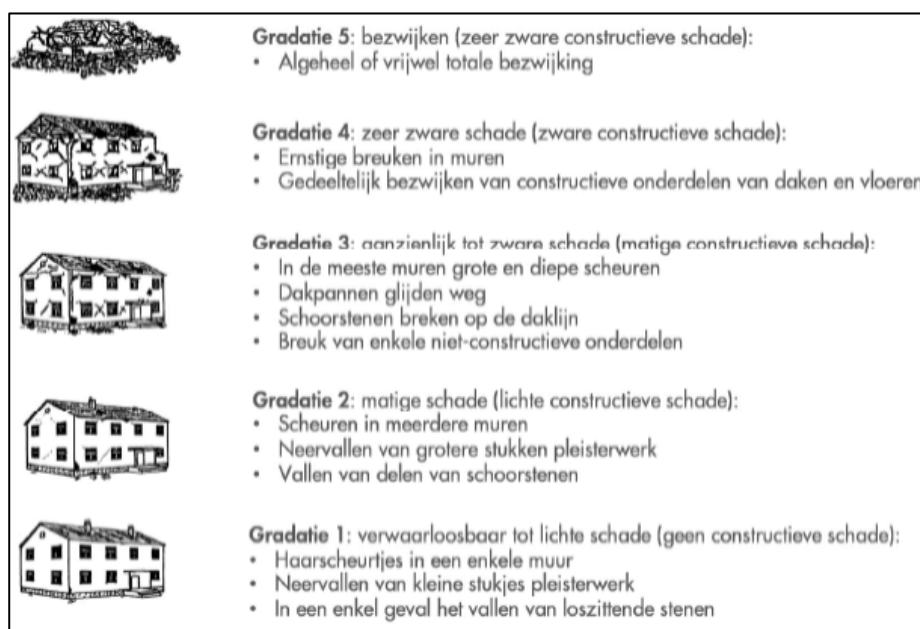 Gradatie 5: bezwijken (zeer zware constructieve schade):
• Algeheel of vrijwel totale bezwijking
Gradatie 4: zeer zware schade (zware constructieve schade):
• Ernstige breuken in muren
• Gedeeltelijk bezwijken van constructieve onderdelen van daken en vloeren
Gradatie 3: aanzienlijk tot zware schade (matige constructieve schade):
• In de meeste muren grote en diepe scheuren
• Dakpannen glijden weg
• Schoorstenen breken op de daklijn
• Breuk van enkele niet-constructieve onderdelen
Gradatie 2: matige schade (lichte constructieve schade):
• Scheuren in meerdere muren
• Neervallen van grotere stukken pleisterwerk
• Vallen van delen van schoorstenen
Gradatie 1: verwaarloosbaar tot lichte schade (geen constructieve schade):
• Haarscheurtjes in een enkele muur
• Neervallen van kleine stukjes pleisterwerk
• In een enkel geval het vallen van loszittende stenen